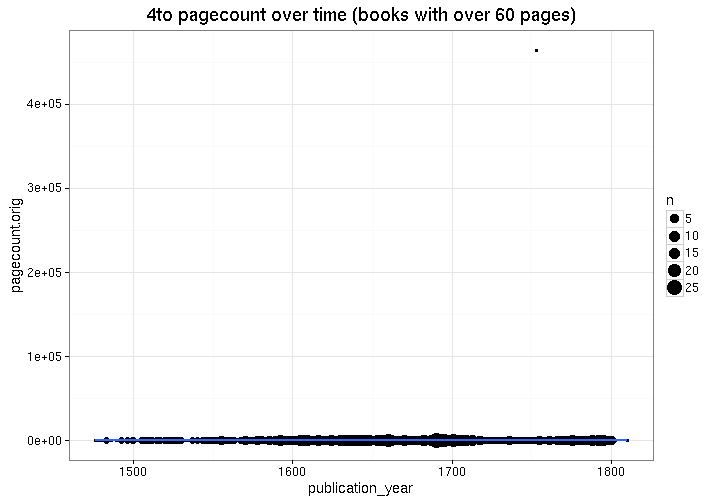 4to pagecount over time (books with over 60 pages)
pagecount.orig
4e+05
3e+05
2e+05
1e+05
0e+00
1500 1600 1700 1800
publication_year
n
5
10
15
20
25